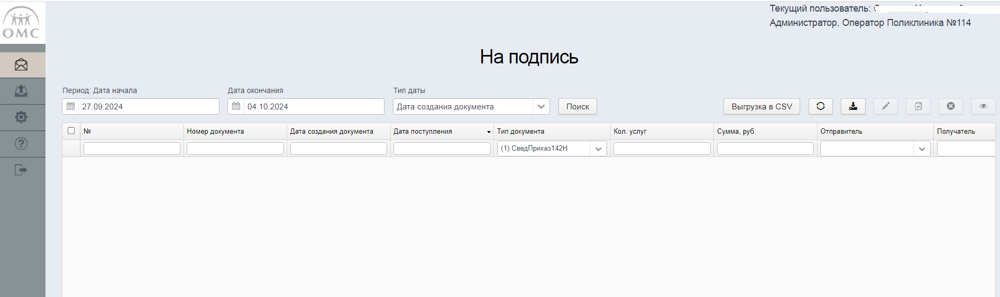 Текущий пользователь:
ОМС
Администратор, Оператор Поликлиника №114
На подпись
Период: Дата начала
Дата окончания
Тип даты
27.09.2024
04.10.2024
Дата создания документа
Поиск
Выгрузка в CSV
№
Номер документа
Дата создания документа
Дата поступления
Тип документа
Кол. услуг
Сумма, руб.
Отправитель
Получатель
(1) СведПриказ142Н